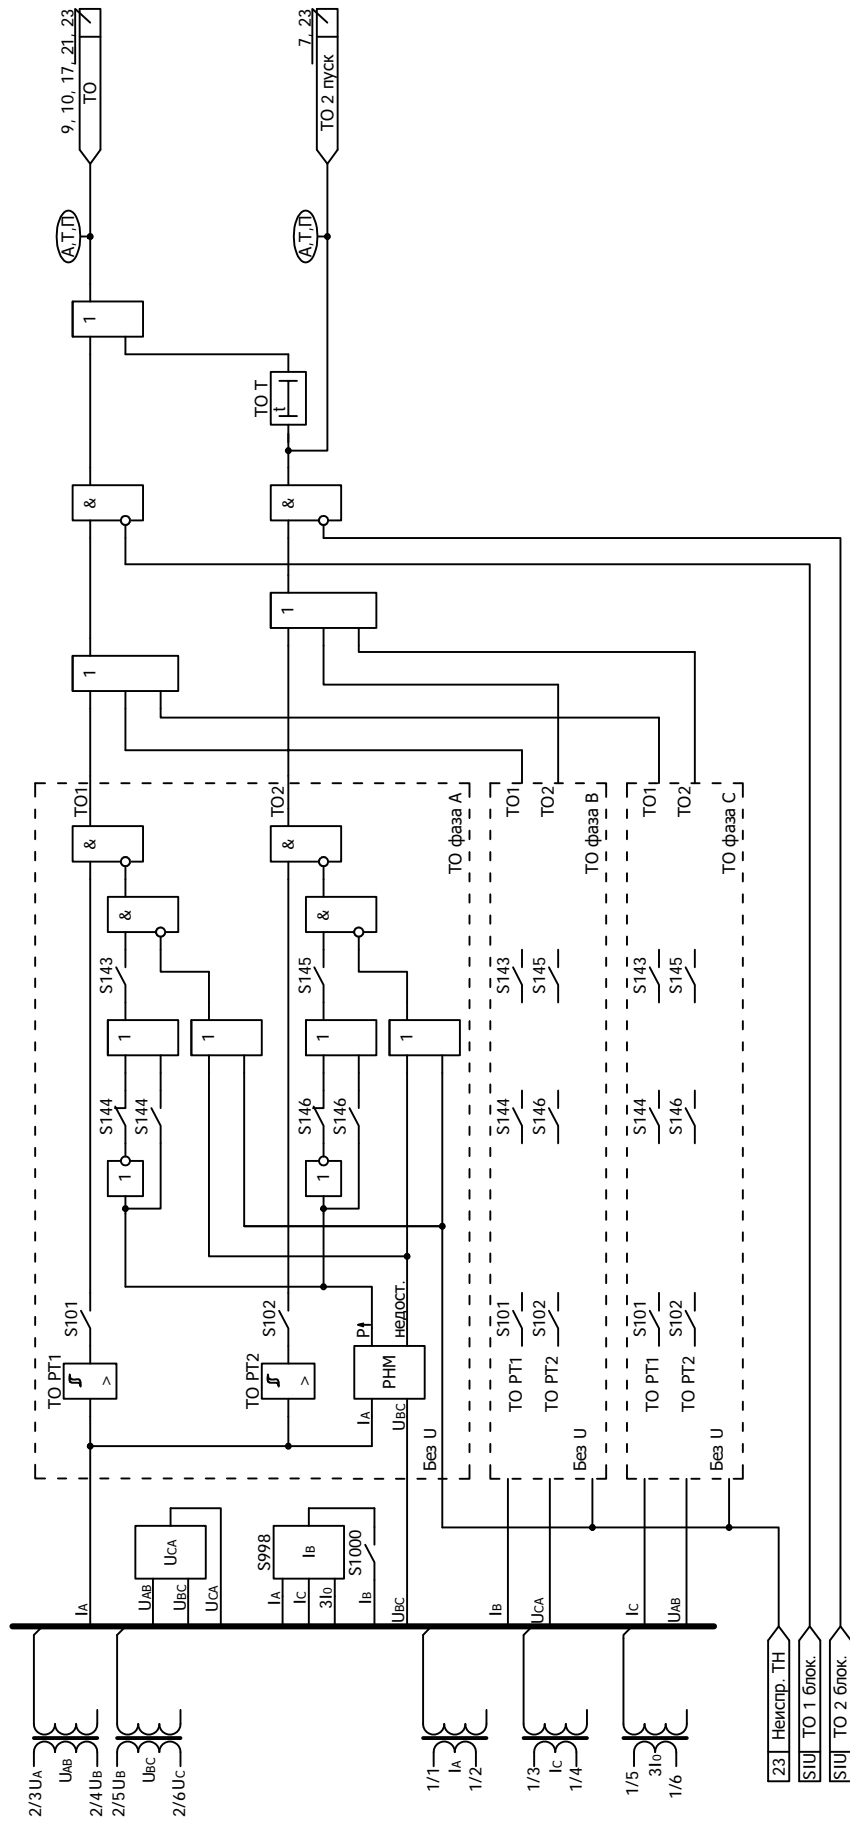 9, 10, 17, 21, 23
ТО
7, 23
ТО 2 пуск
А,Т,П
А,Т,П
1
ТО Т
t
&
&
1
1
ТО1
ТО2
ТО фаза А
&
&
&
&
S143
S145
1
1
1
1
S144
S144
S146
S146
1
1
S101
S102
ТО РТ1
>
ТО РТ2
>
P
недост.
РНМ
IA
UBC
Без U
ТО1
ТО2
ТО фаза В
S143
S145
S144
S146
S101
S102
ТО РТ1
ТО РТ2
Без U
ТО1
ТО2
ТО фаза С
S143
S145
S144
S146
S101
S102
ТО РТ1
ТО РТ2
Без U
IA
UCA
UAB
UBC
UCA
S998
IB
S1000
IA
IC
3I0
IB
UBC
IB
UCA
IC
UAB
2/3 UA
UAB
2/4 UB
2/5 UB
UBC
2/6 UC
1/1
IA
1/2
1/3
IC
1/4
1/5
3I0
1/6
23 Неиспр. ТН
SIU ТО 1 блок.
SIU ТО 2 блок.